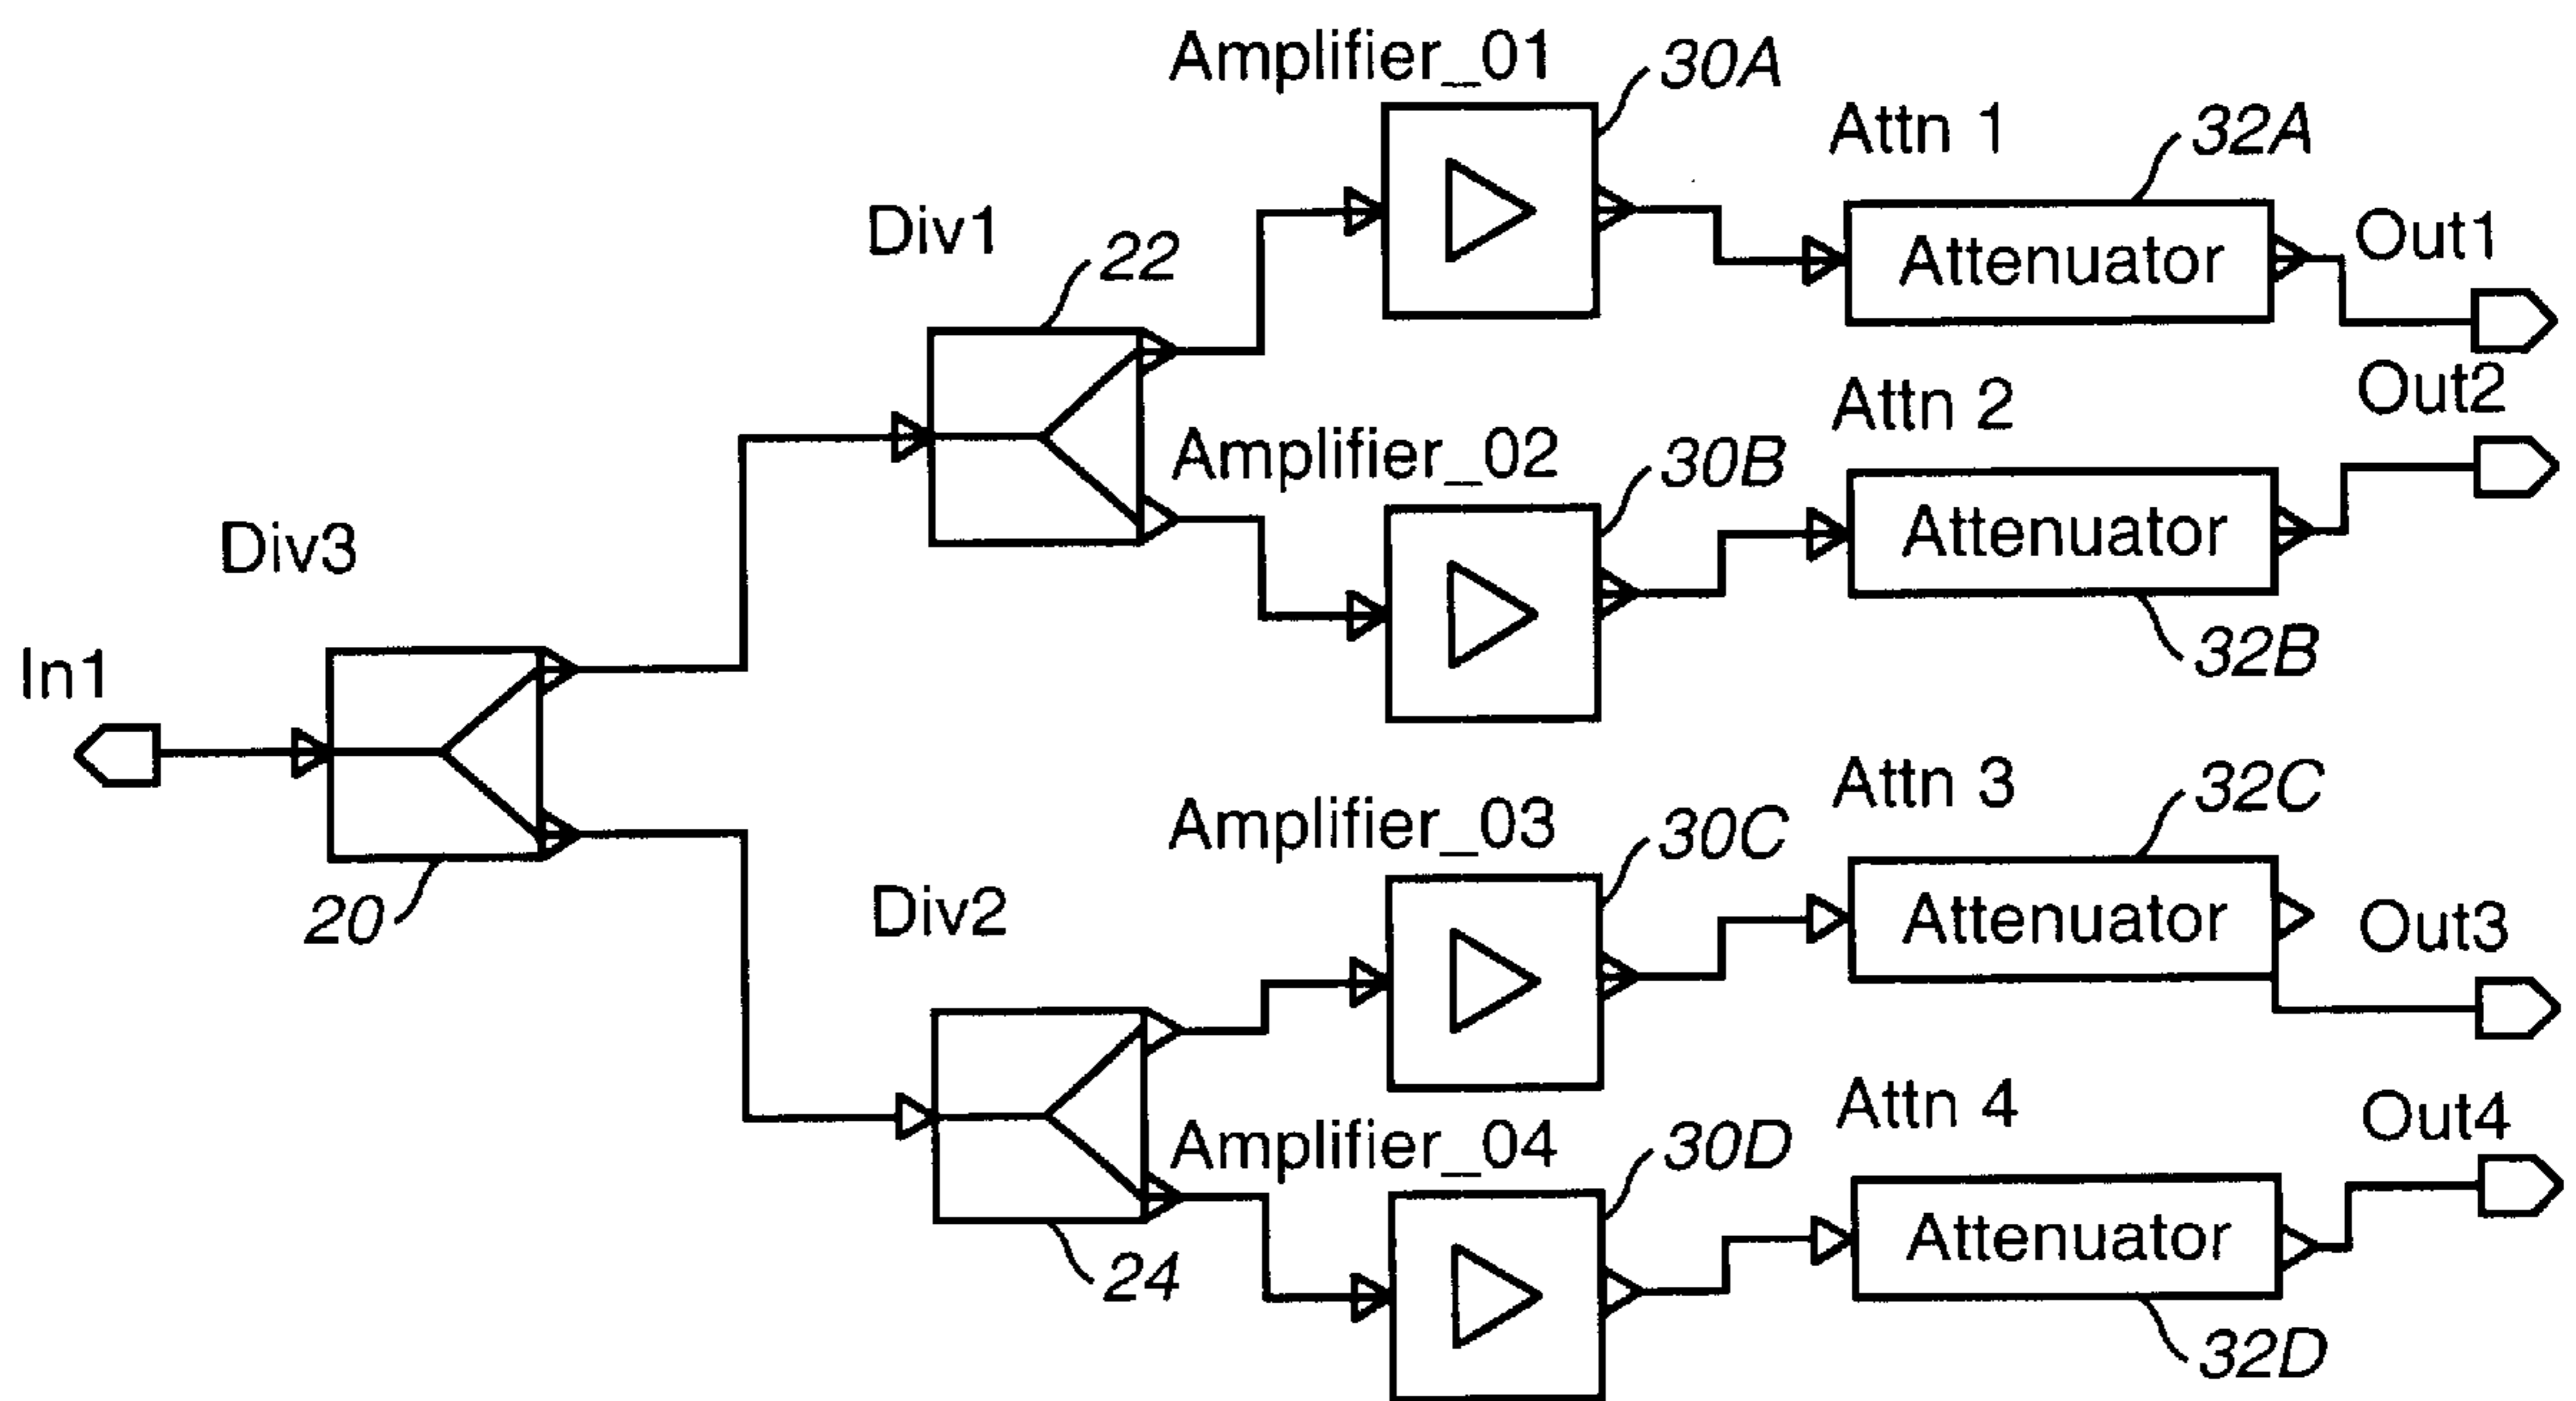 Amplifier_01
30A
Attn 1
32A
Div1
22
Attenuator
Out1
Out2
Attn 2
Amplifier_02
30B
Attenuator
Div3
32B
In1
Attn 3
32C
Amplifier_03
30C
20
Div2
Attenuator
Out3
Attn 4
Out4
Amplifier_04
30D
24
Attenuator
32D